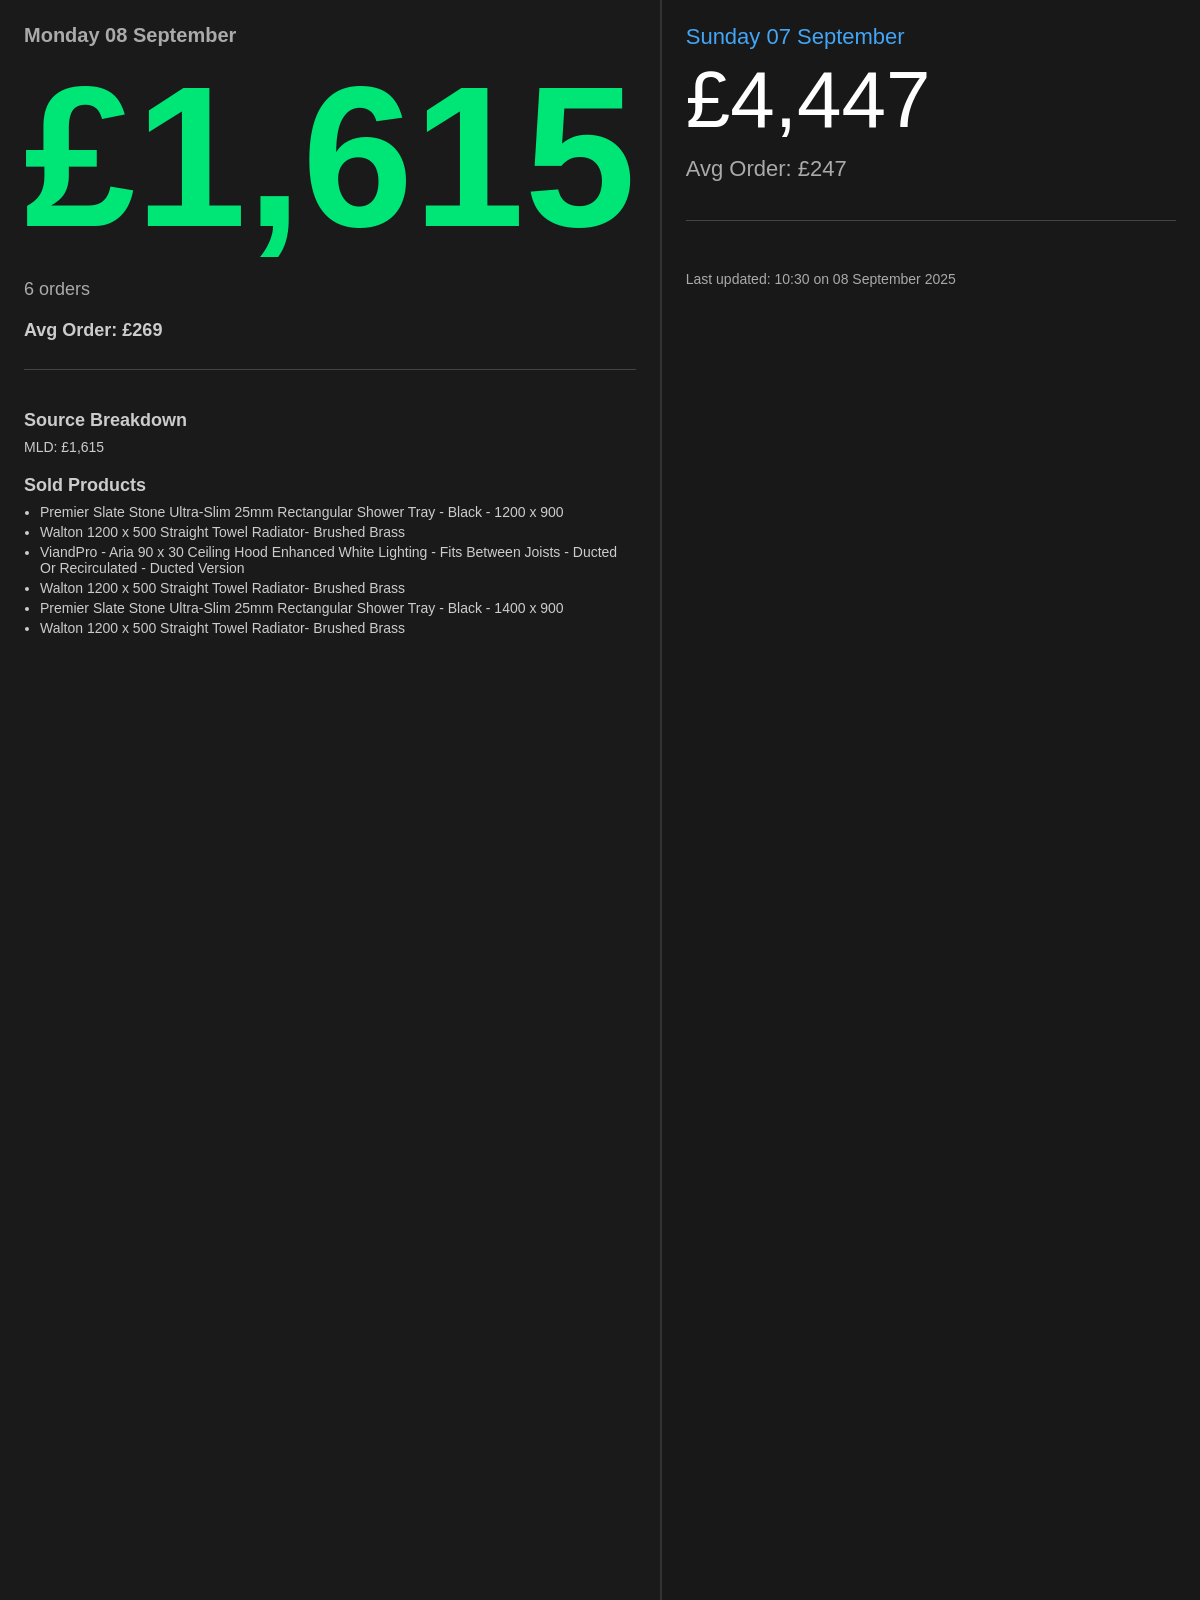 Monday 08 September
£1,615
6 orders
Avg Order: £269
Source Breakdown
MLD: £1,615
Sold Products
• Premier Slate Stone Ultra-Slim 25mm Rectangular Shower Tray - Black - 1200 x 900
• Walton 1200 x 500 Straight Towel Radiator- Brushed Brass
• ViandPro - Aria 90 x 30 Ceiling Hood Enhanced White Lighting - Fits Between Joists - Ducted
Or Recirculated - Ducted Version
• Walton 1200 x 500 Straight Towel Radiator- Brushed Brass
• Premier Slate Stone Ultra-Slim 25mm Rectangular Shower Tray - Black - 1400 x 900
• Walton 1200 x 500 Straight Towel Radiator- Brushed Brass
Sunday 07 September
£4,447
Avg Order: £247
Last updated: 10:30 on 08 September 2025